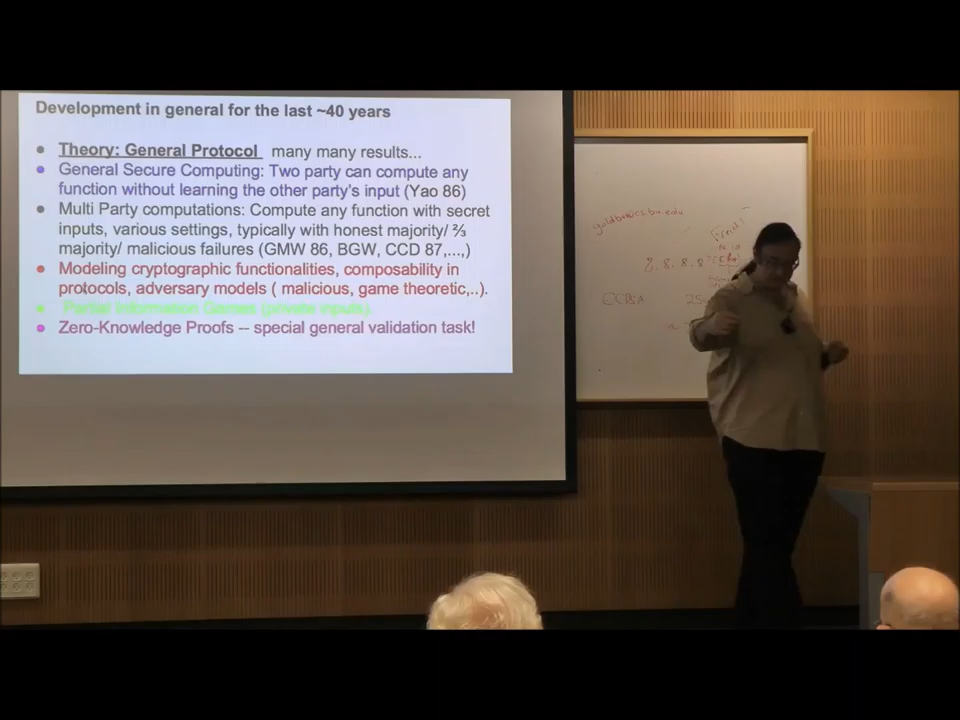 Development in general for the last ~40 years
Theory: General Protocol many many results...
General Secure Computing: Two party can compute any
function without learning the other party's input (Yao 86)
Multi Party computations: Compute any function with secret
inputs, various settings, typically with honest majority/ ⅔
majority/ malicious failures (GMW 86, BGW, CCD 87,...,)
Modeling cryptographic functionalities, composability in
protocols, adversary models ( malicious, game theoretic,..).
Partial Information Games (private inputs).
Zero-Knowledge Proofs -- special general validation task!
8.8.8.8